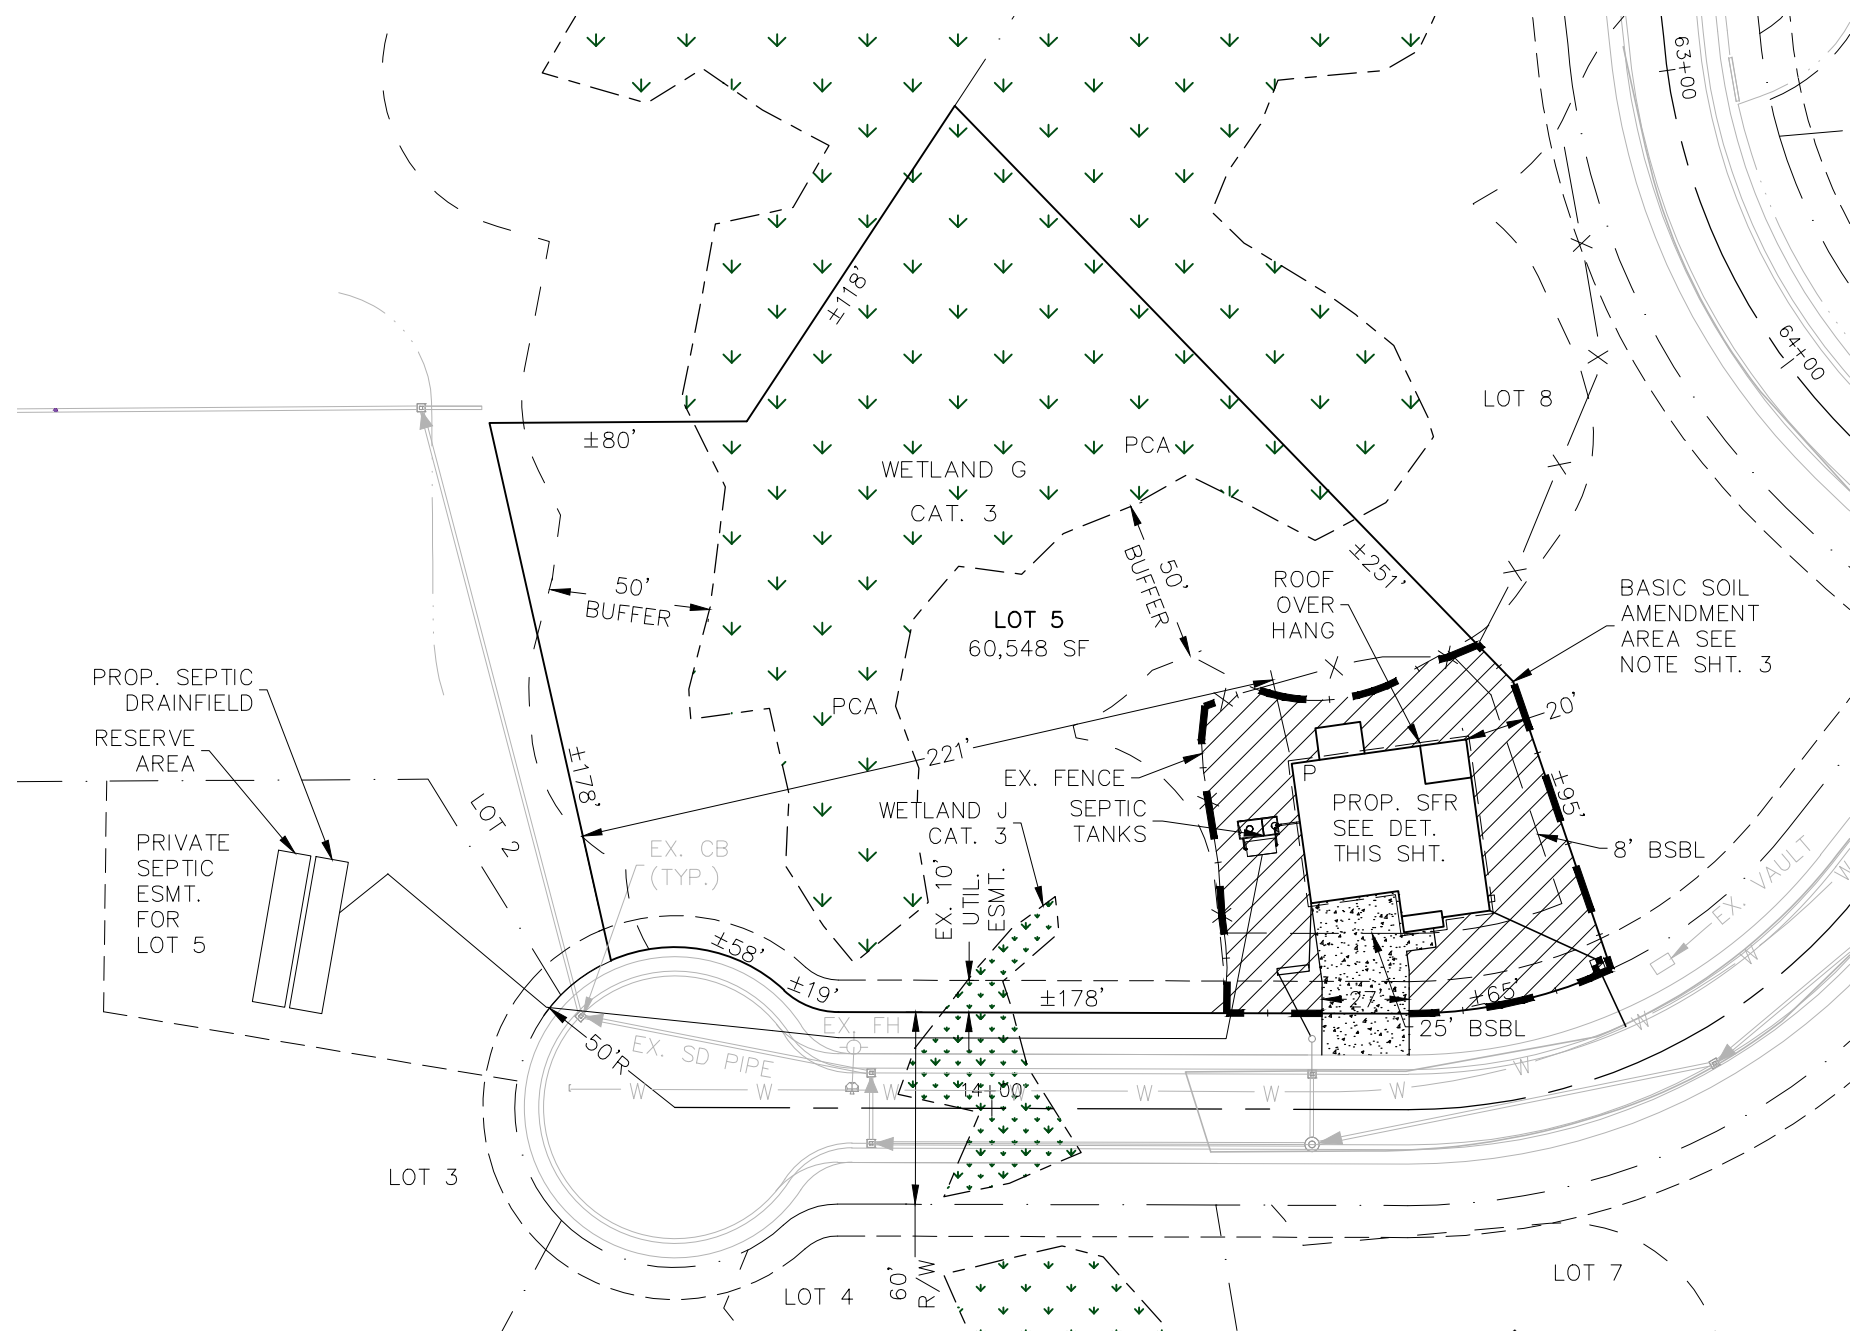 63+00
64+00
±118'
±80'
LOT 8
PCA
WETLAND G
CAT. 3
±251'
50'
BUFFER
50'
BUFFER
ROOF
OVER
HANG
BASIC SOIL
AMENDMENT
AREA SEE
NOTE SHT. 3
LOT 5
60,548 SF
PROP. SEPTIC
DRAINFIELD
RESERVE
AREA
PCA
20'
221'
±178'
EX. FENCE
SEPTIC
TANKS
P
PROP. SFR
SEE DET.
THIS SHT.
±95'
WETLAND J
CAT. 3
LOT 2
PRIVATE
SEPTIC
ESMT.
FOR
LOT 5
EX. CB
(TYP.)
8' BSBL
EX. 10'
UTIL.
ESMT.
EX. VAULT
±58'
±19'
±178'
27'
±65'
25' BSBL
EX. FH
50'R
EX. SD PIPE
W
W
W
W
W
W
W
W
W
W
W
14+00
LOT 3
60'
R/W
LOT 4
LOT 7
X
X
X
X
X
X
X
X
X
X